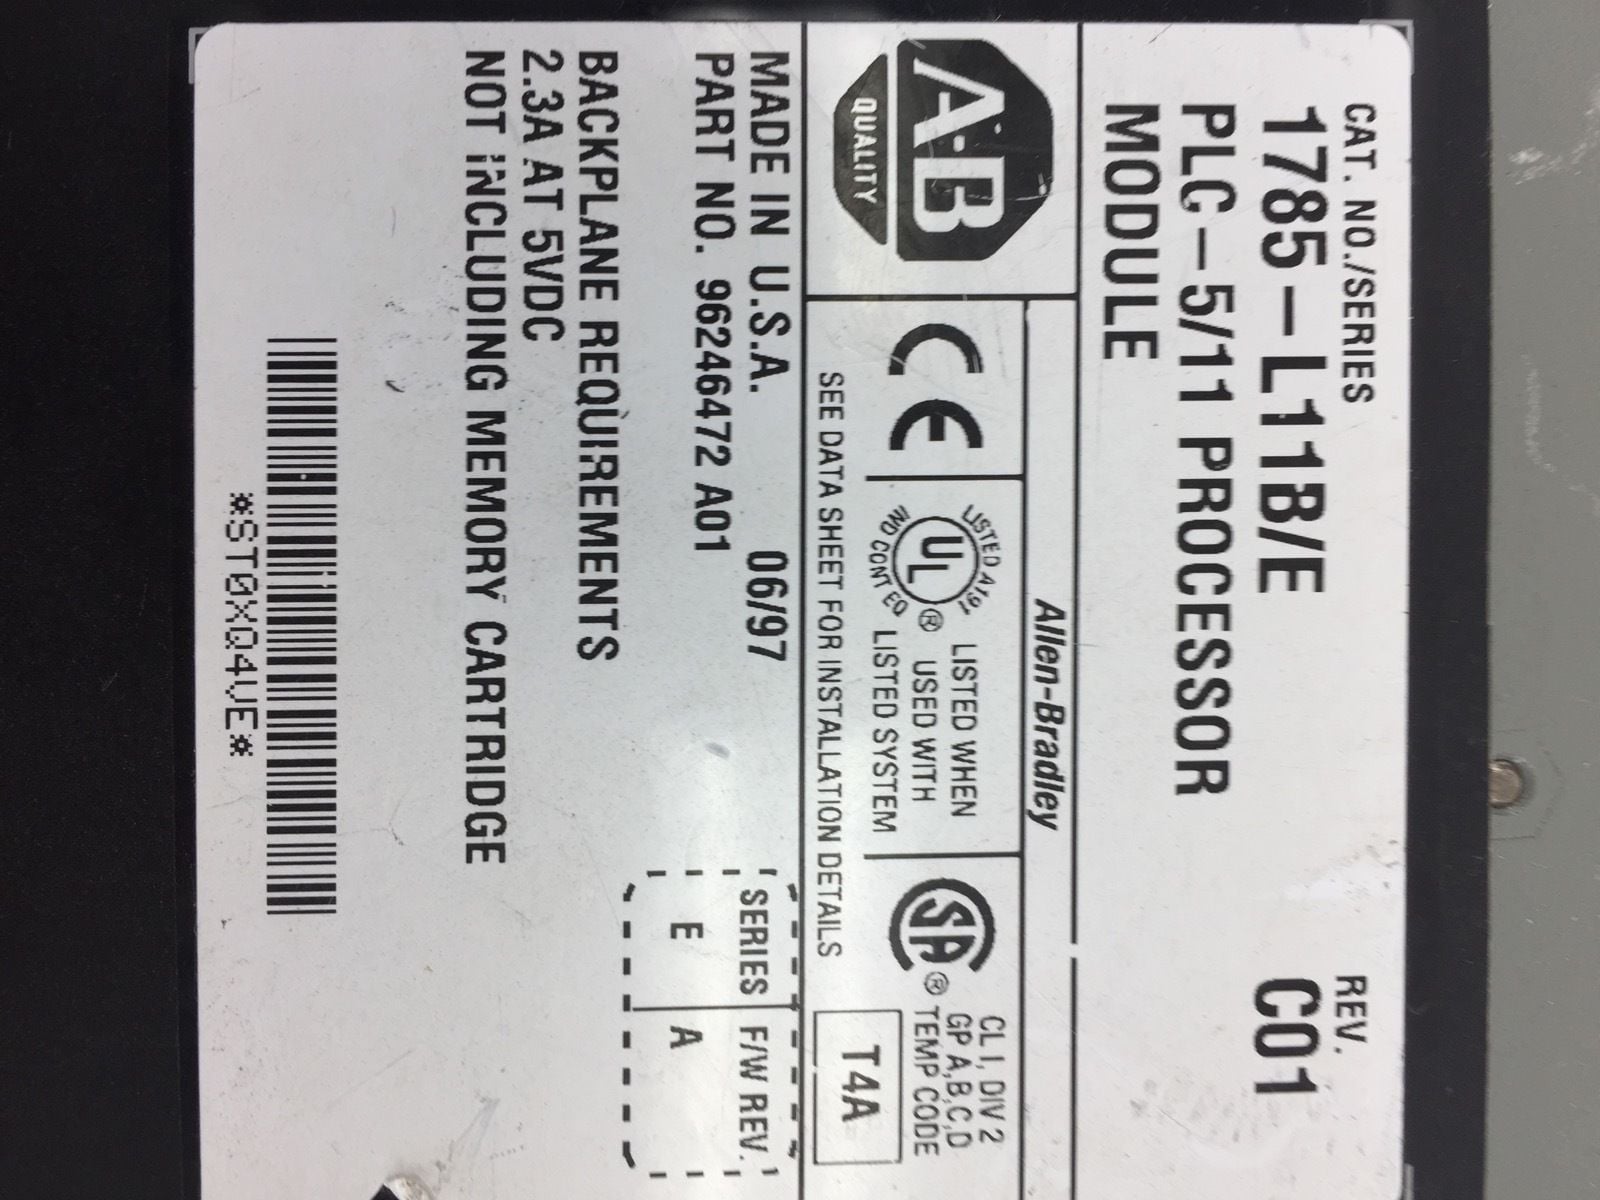 CAT. NO./SERIES REV.
1785-L11B/E C01
PLC-5/11 PROCESSOR
MODULE
Allen-Bradley
A-B
QUALITY
CE
LISTED A191
UL®
IND CONT EQ
LISTED WHEN
USED WITH
LISTED SYSTEM
SA®
CL I, DIV 2
GP A,B,C,D
TEMP CODE
T4A
SEE DATA SHEET FOR INSTALLATION DETAILS
MADE IN U.S.A. 06/97
PART NO. 96246472 A01
SERIES F/W REV.
E A
BACKPLANE REQUIREMENTS
2.3A AT 5VDC
NOT INCLUDING MEMORY CARTRIDGE
*ST0XQ4VE*